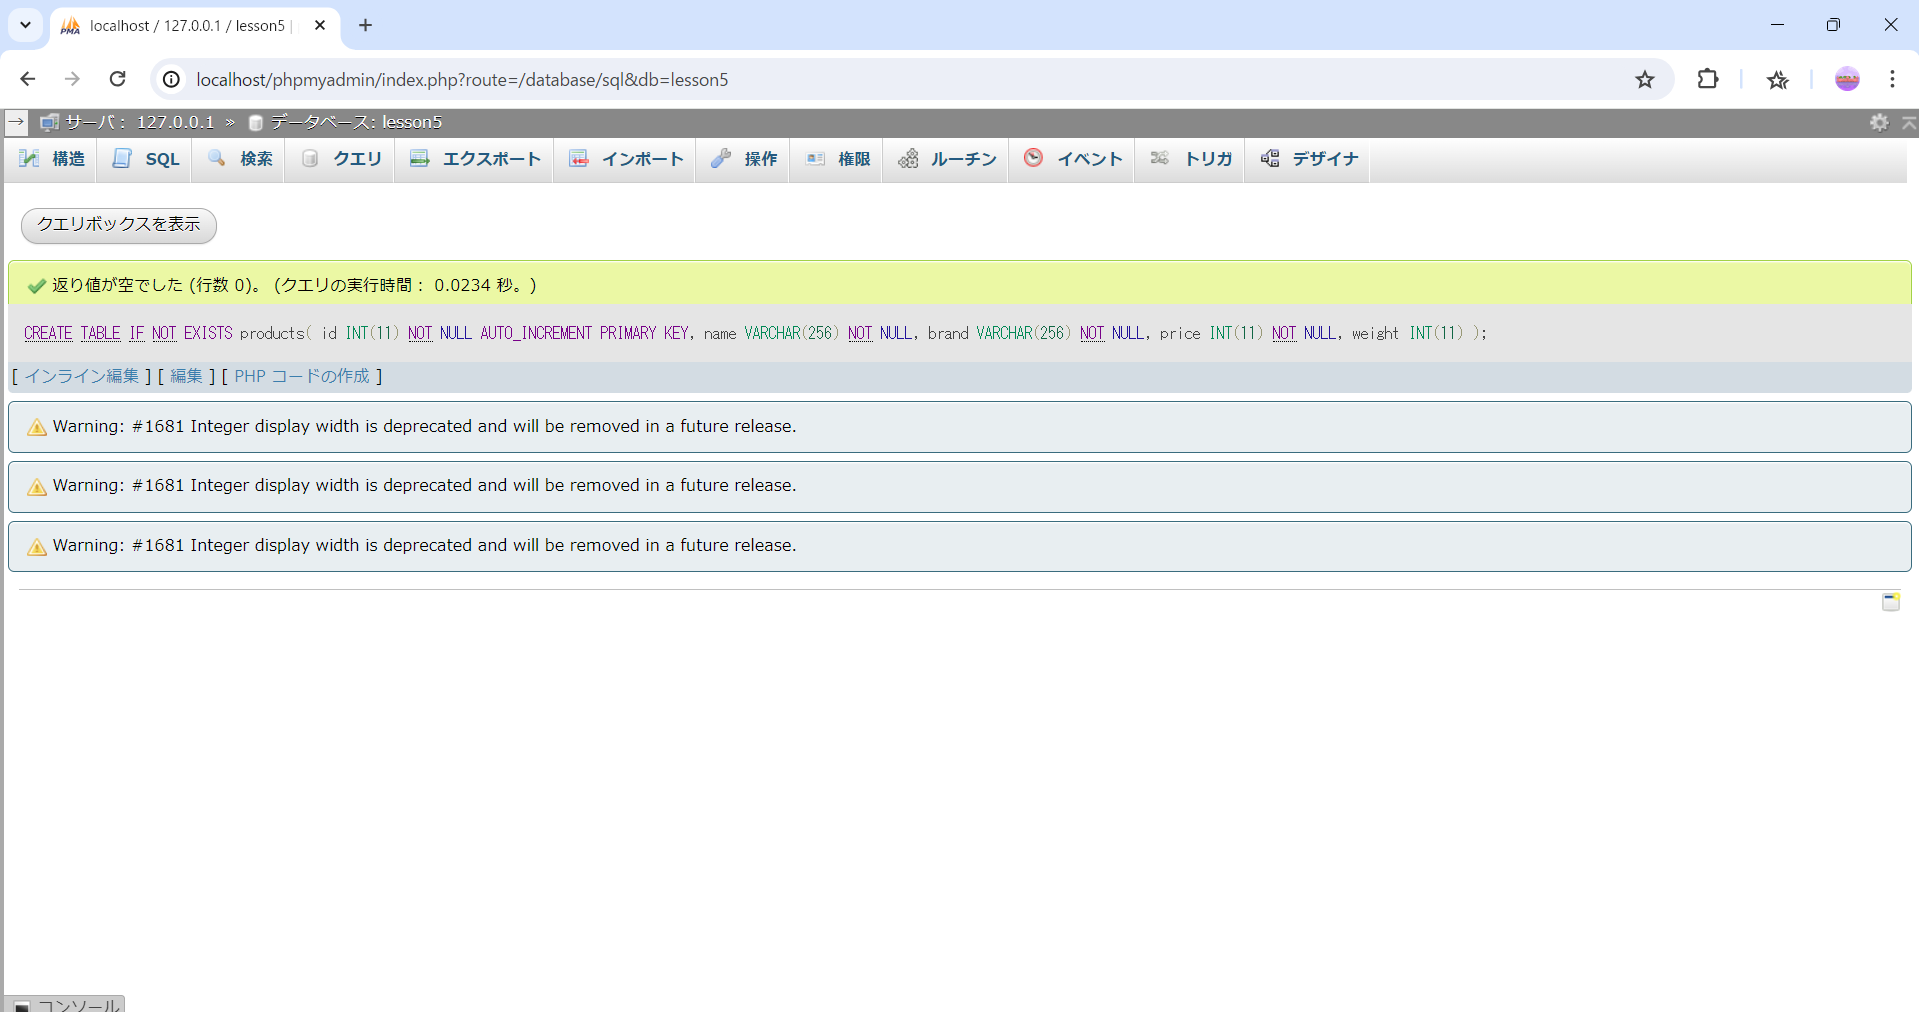 localhost / 127.0.0.1 / lesson5 |
localhost/phpmyadmin/index.php?route=/database/sql&db=lesson5
サーバ： 127.0.0.1 » データベース: lesson5
構造 SQL 検索 クエリ エクスポート インポート 操作 権限 ルーチン イベント トリガ デザイナ
クエリボックスを表示
返り値が空でした (行数 0)。 (クエリの実行時間： 0.0234 秒。)
CREATE TABLE IF NOT EXISTS products( id INT(11) NOT NULL AUTO_INCREMENT PRIMARY KEY, name VARCHAR(256) NOT NULL, brand VARCHAR(256) NOT NULL, price INT(11) NOT NULL, weight INT(11) );
[ インライン編集 ] [ 編集 ] [ PHP コードの作成 ]
Warning: #1681 Integer display width is deprecated and will be removed in a future release.
Warning: #1681 Integer display width is deprecated and will be removed in a future release.
Warning: #1681 Integer display width is deprecated and will be removed in a future release.
コンソール